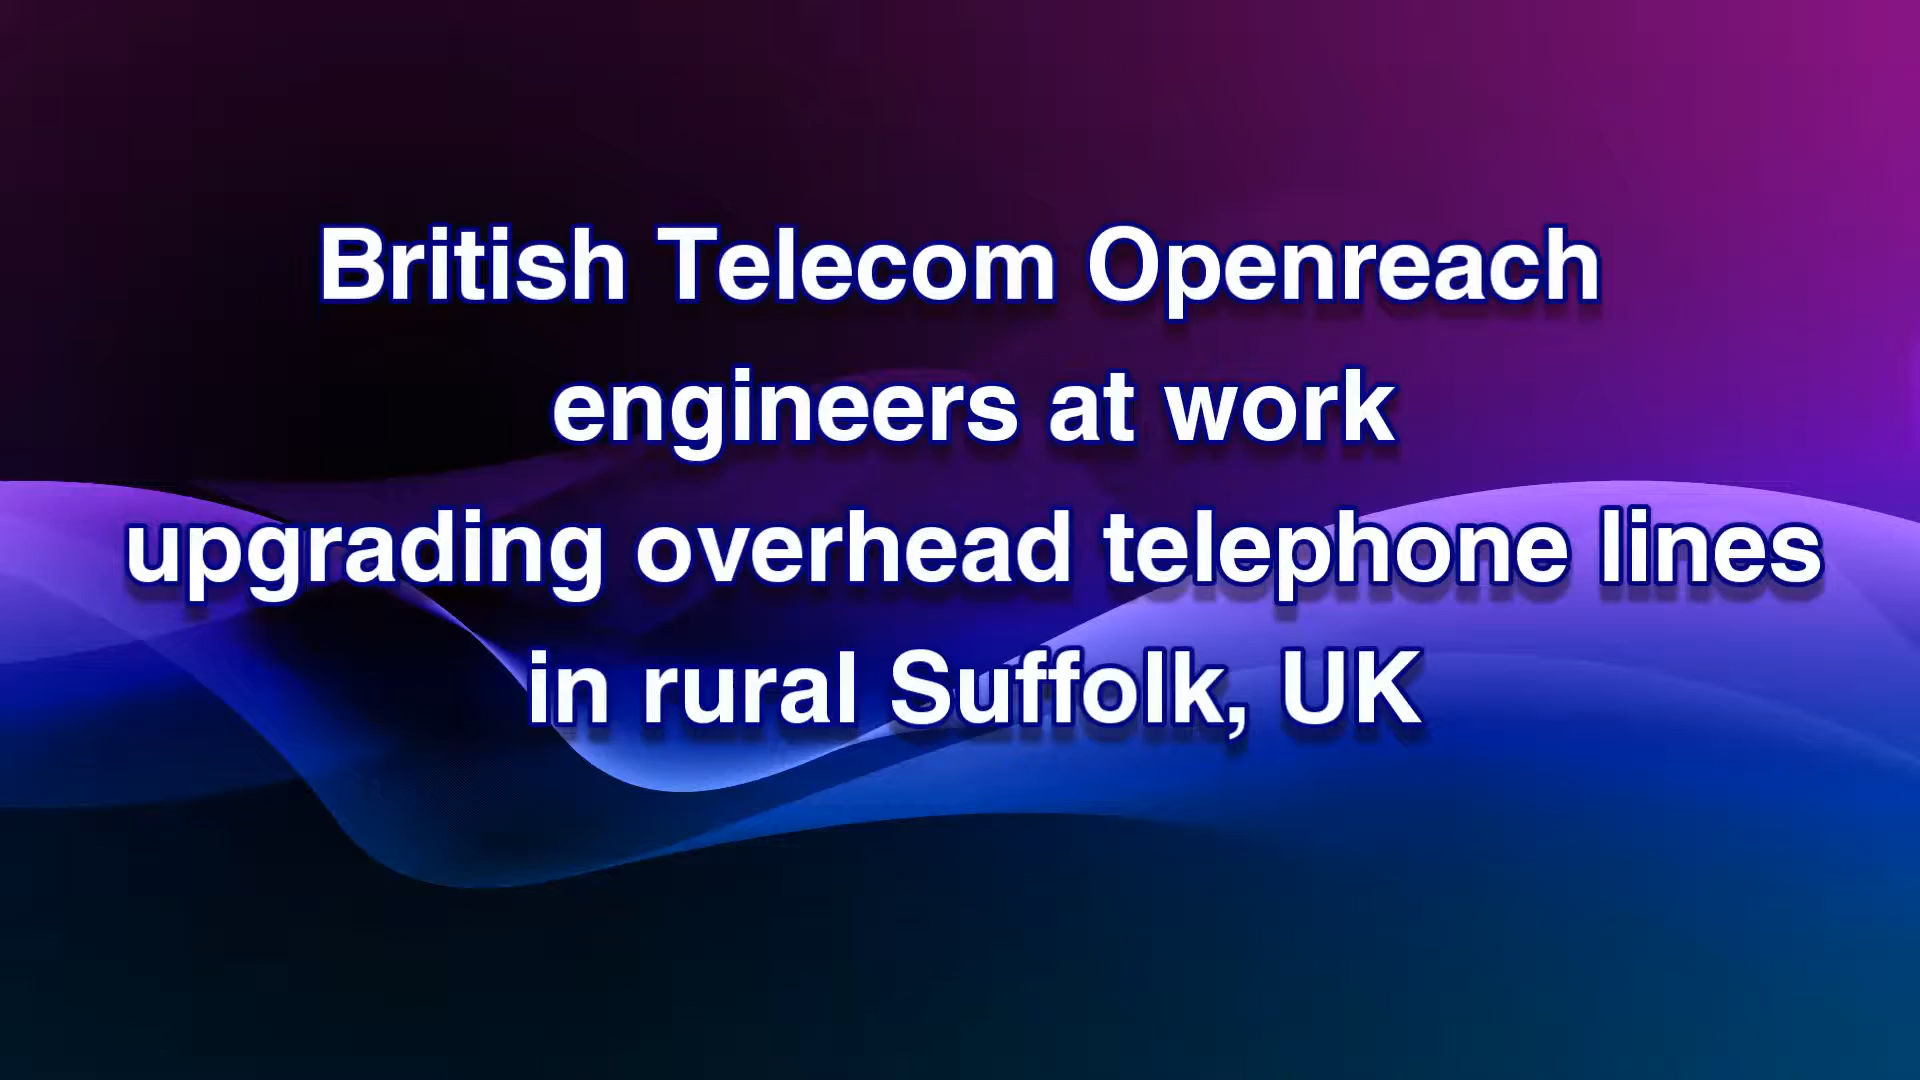 British Telecom Openreach
engineers at work
upgrading overhead telephone lines
in rural Suffolk, UK